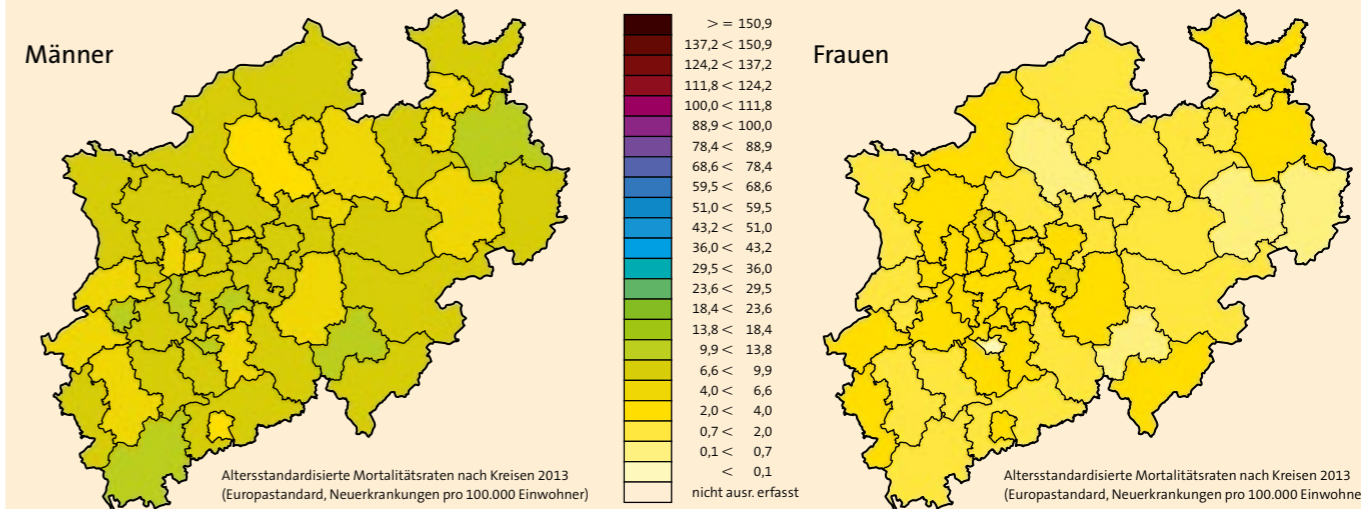 Männer
> = 150,9
137,2 < 150,9
124,2 < 137,2
111,8 < 124,2
100,0 < 111,8
88,9 < 100,0
78,4 < 88,9
68,6 < 78,4
59,5 < 68,6
51,0 < 59,5
43,2 < 51,0
36,0 < 43,2
29,5 < 36,0
23,6 < 29,5
18,4 < 23,6
13,8 < 18,4
9,9 < 13,8
6,6 < 9,9
4,0 < 6,6
2,0 < 4,0
0,7 < 2,0
0,1 < 0,7
< 0,1
nicht ausr. erfasst
Altersstandardisierte Mortalitätsraten nach Kreisen 2013
(Europastandard, Neuerkrankungen pro 100.000 Einwohner)
Frauen
Altersstandardisierte Mortalitätsraten nach Kreisen 2013
(Europastandard, Neuerkrankungen pro 100.000 Einwohne